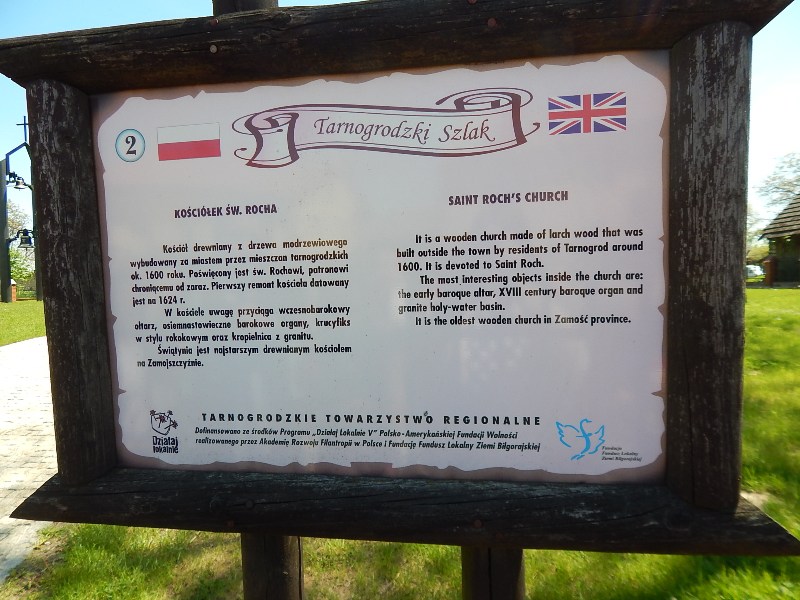 2
Tarnogrodzki Szlak
KOŚCIÓŁEK ŚW. ROCHA
Kościół drewniany z drzewa modrzewiowego
wybudowany za miastem przez mieszczan tarnogrodzkich
ok. 1600 roku. Poświęcony jest św. Rochowi, patronowi
chroniącemu od zaraz. Pierwszy remont kościoła datowany
jest na 1624 r.
W kościele uwagę przyciąga wczesnobarokowy
ołtarz, osiemnastowieczne barokowe organy, krucyfiks
w stylu rokokowym oraz kropielnica z granitu.
Świątynia jest najstarszym drewnianym kościołem
na Zamojszczyźnie.
SAINT ROCH'S CHURCH
It is a wooden church made of larch wood that was
built outside the town by residents of Tarnogrod around
1600. It is devoted to Saint Roch.
The most interesting objects inside the church are:
the early baroque altar, XVIII century baroque organ and
granite holy-water basin.
It is the oldest wooden church in Zamość province.
TARNOGRODZKIE TOWARZYSTWO REGIONALNE
Dofinansowano ze środków Programu „Działaj Lokalnie V" Polsko-Amerykańskiej Fundacji Wolności
realizowanego przez Akademię Rozwoju Filantropii w Polsce i Fundację Fundusz Lokalny Ziemi Biłgorajskiej
Działaj
lokalnie
Fundacja
Fundusz Lokalny
Ziemi Biłgorajskiej